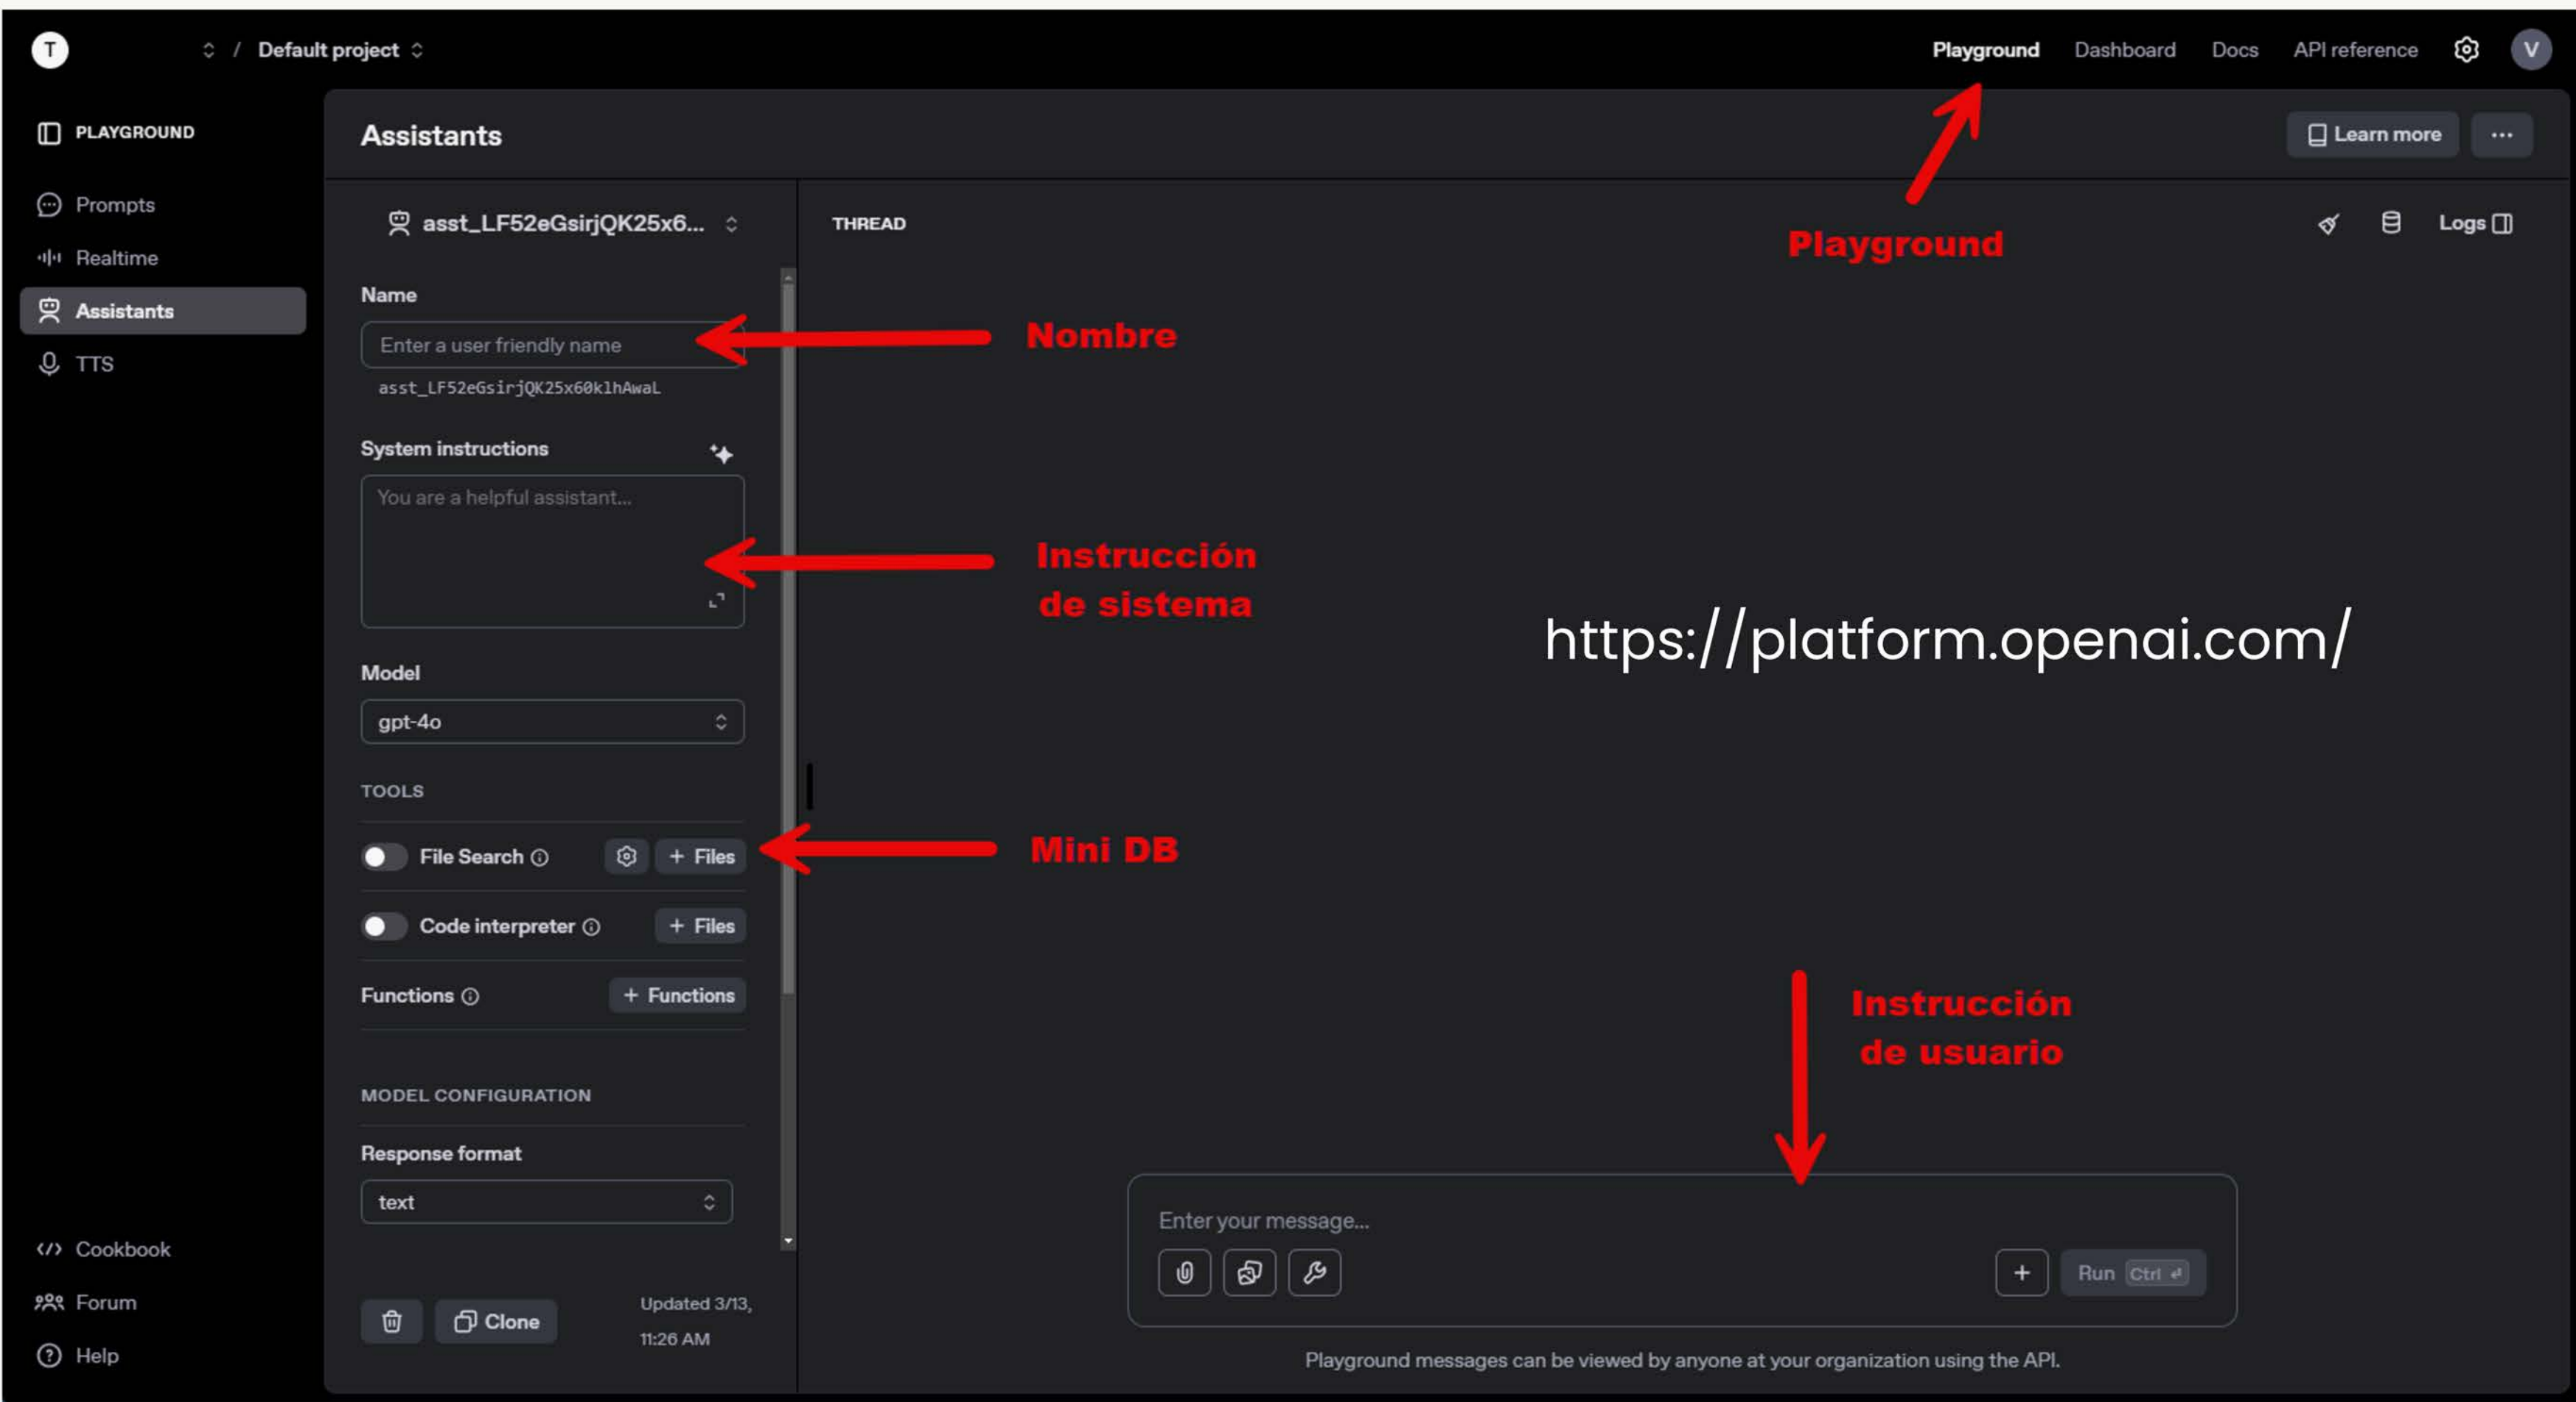 T / Default project
Playground Dashboard Docs API reference V
PLAYGROUND
Prompts
Realtime
Assistants
TTS
Cookbook
Forum
Help
Assistants
Learn more
asst_LF52eGsirjQK25x6...
Name
Enter a user friendly name
asst_LF52eGsirjQK25x60klhAwaL
System instructions
You are a helpful assistant...
Model
gpt-4o
TOOLS
File Search + Files
Code interpreter + Files
Functions + Functions
MODEL CONFIGURATION
Response format
text
Clone
Updated 3/13,
11:26 AM
THREAD
Logs
Playground
Nombre
Instrucción
de sistema
https://platform.openai.com/
Mini DB
Instrucción
de usuario
Enter your message...
+ Run Ctrl ↵
Playground messages can be viewed by anyone at your organization using the API.